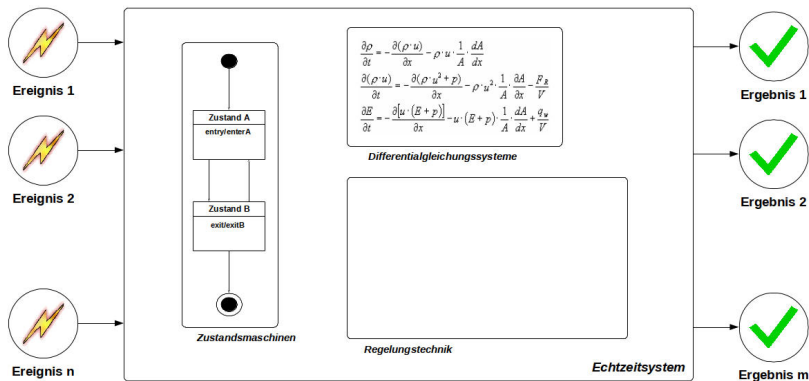 Ereignis 1
Ereignis 2
Ereignis n
Zustand A
entry/enterA
Zustand B
exit/exitB
Zustandsmaschinen
∂ρ/∂t = − ∂(ρ·u)/∂x − ρ·u · 1/A · dA/dx
∂(ρ·u)/∂t = − ∂(ρ·u² + p)/∂x − ρ·u² · 1/A · ∂A/∂x − F_R/V
∂E/∂t = − ∂[u·(E+p)]/∂x − u·(E+p) · 1/A · dA/dx + q_w/V
Differentialgleichungssysteme
Regelungstechnik
Echtzeitsystem
Ergebnis 1
Ergebnis 2
Ergebnis m